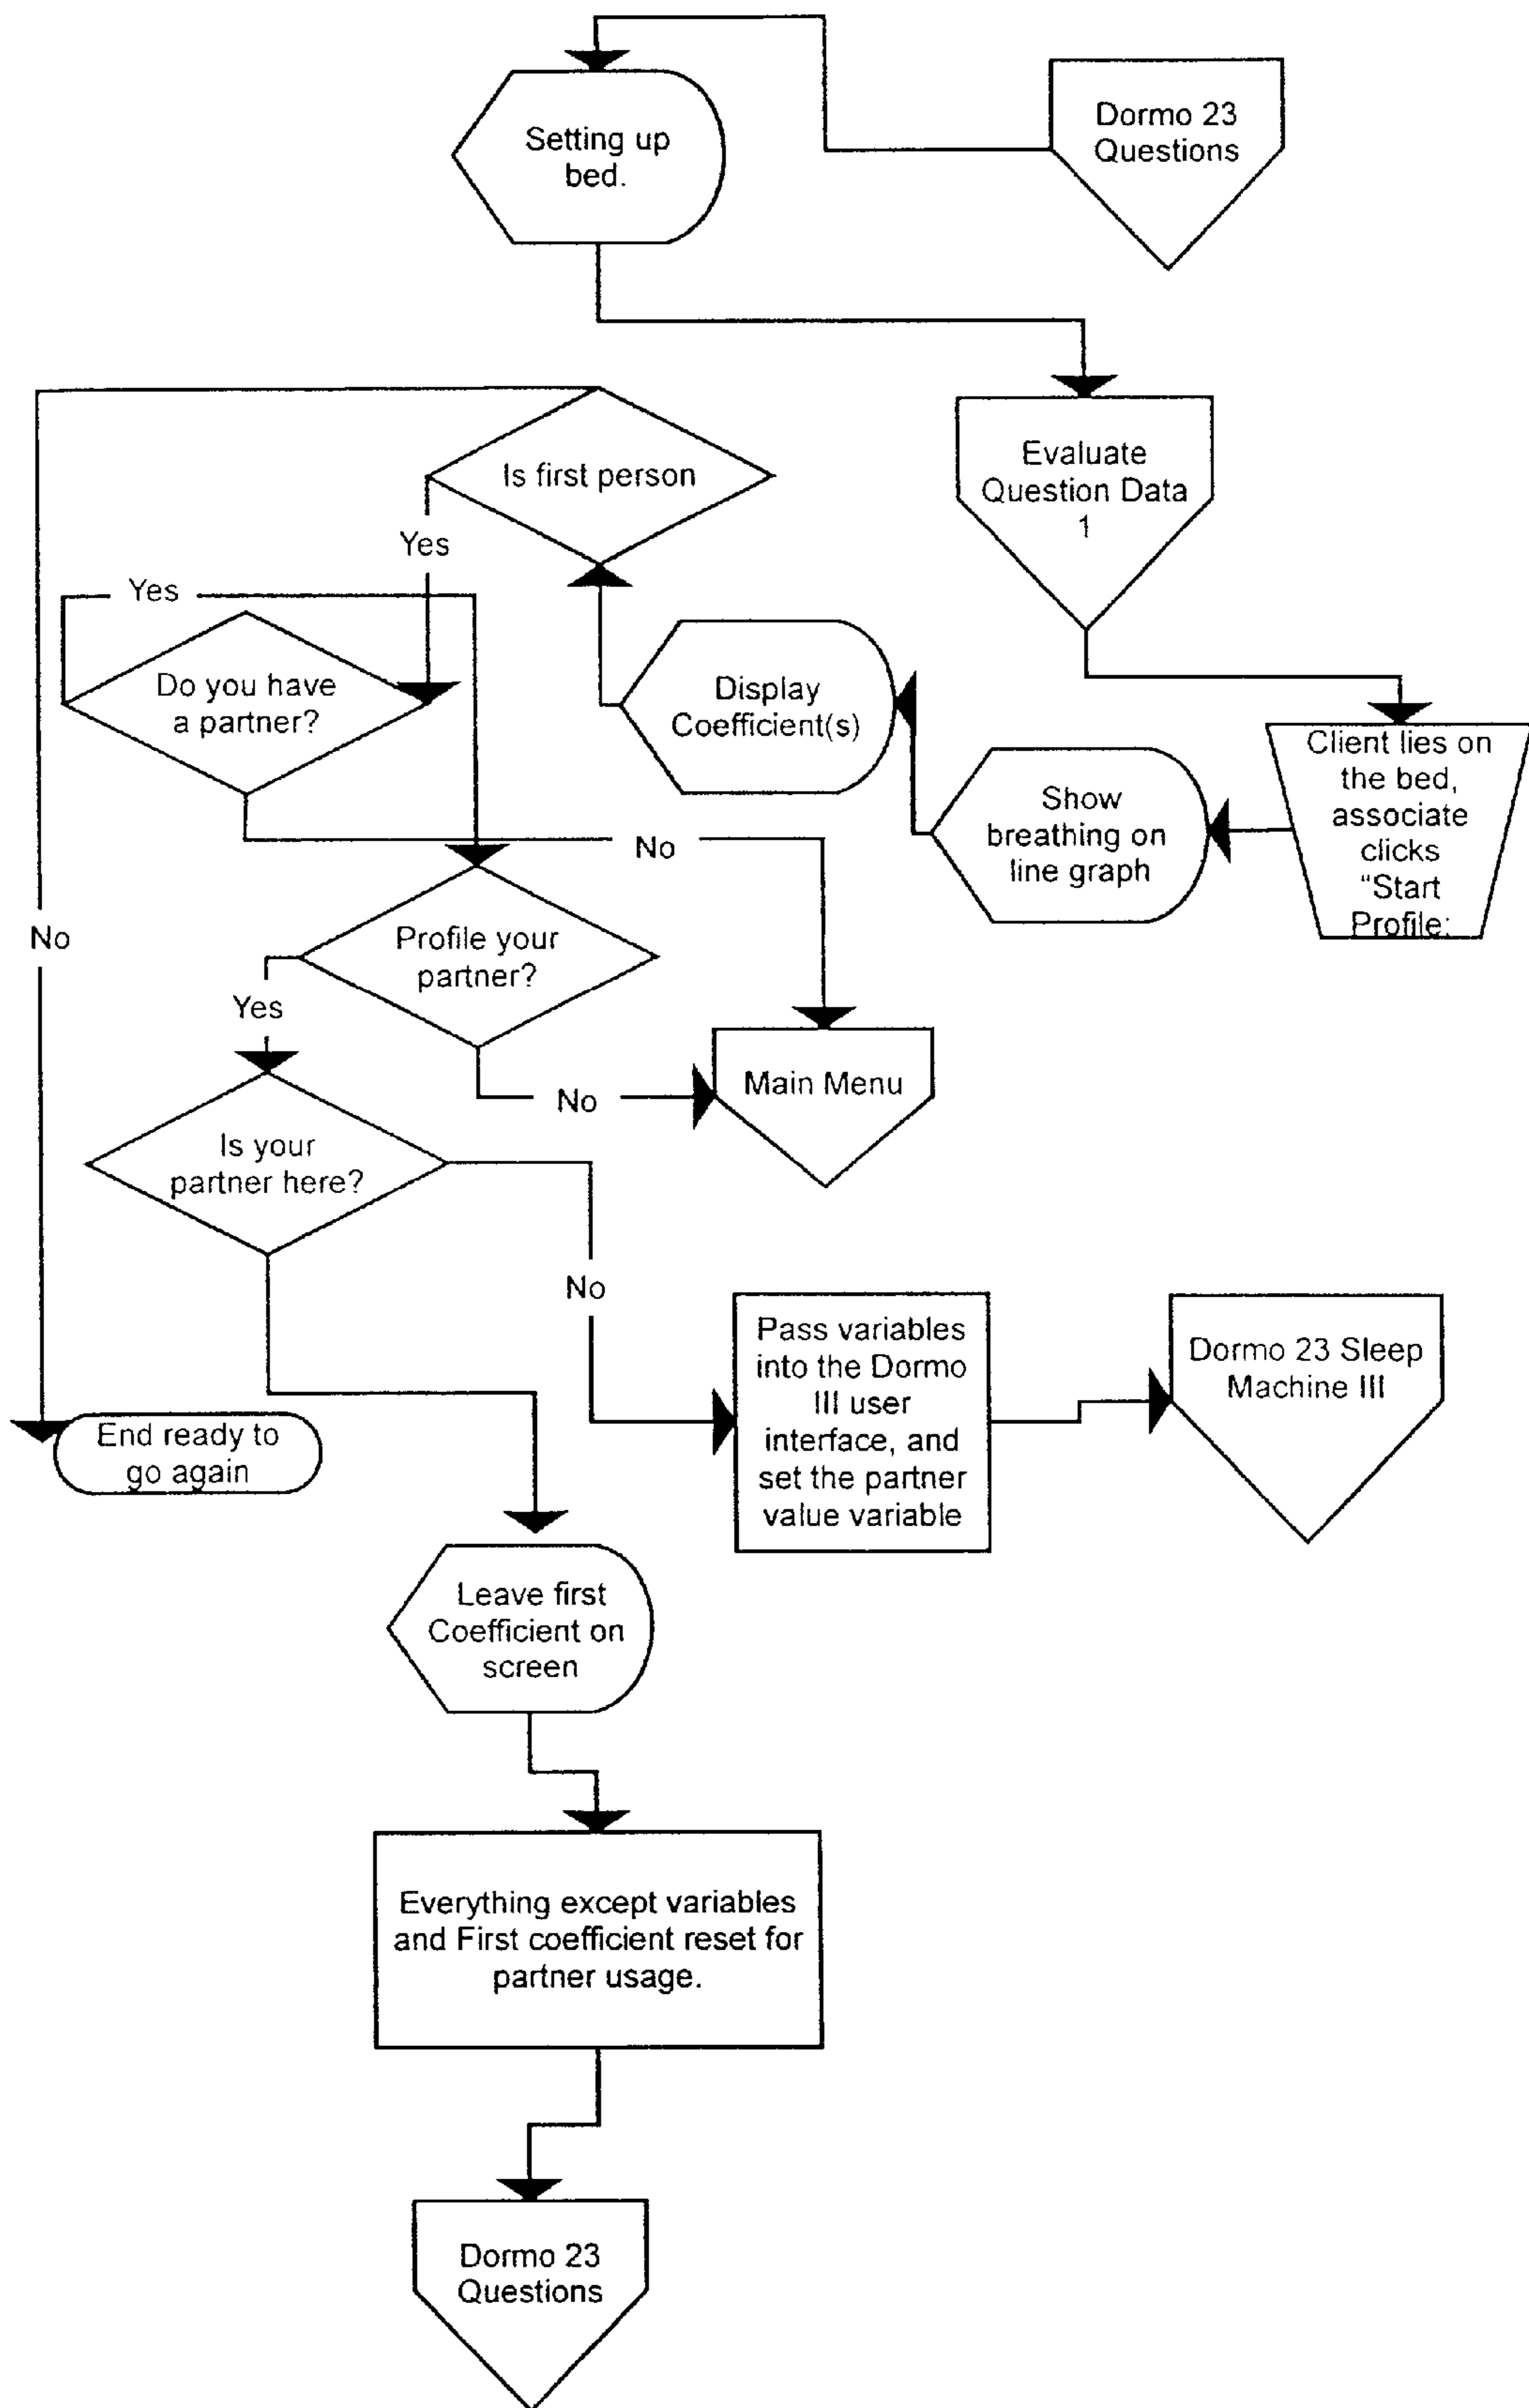 Dormo 23
Questions
Setting up
bed.
Evaluate
Question Data
1
Is first person
Yes
Yes
Do you have
a partner?
Display
Coefficient(s)
Client lies on
the bed,
associate
clicks
“Start
Profile:
Show
breathing on
line graph
No
No
Profile your
partner?
Yes
Main Menu
No
Is your
partner here?
No
Pass variables
into the Dormo
III user
interface, and
set the partner
value variable
Dormo 23 Sleep
Machine III
End ready to
go again
Leave first
Coefficient on
screen
Everything except variables
and First coefficient reset for
partner usage.
Dormo 23
Questions